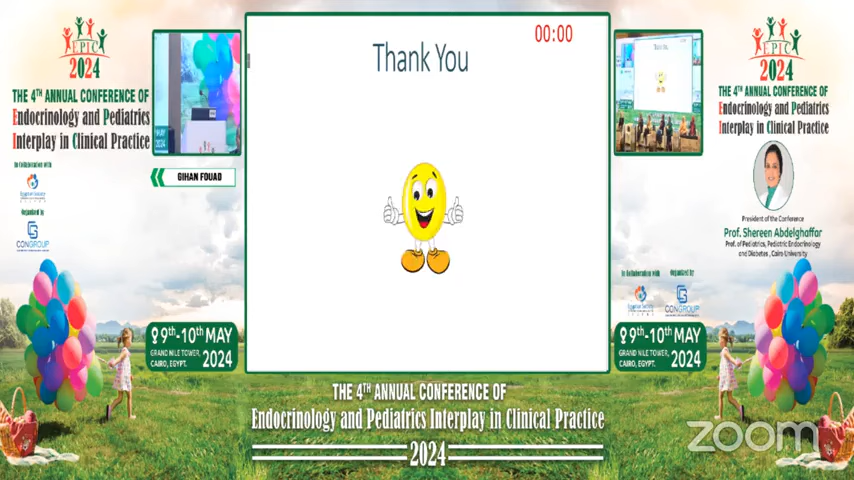 EPIC
2024
THE 4TH ANNUAL CONFERENCE OF
Endocrinology and Pediatrics
Interplay in Clinical Practice
In Collaboration with
Organized by
CONGROUP
GIHAN FOUAD
9th-10th MAY
GRAND NILE TOWER,
CAIRO, EGYPT.
2024
Thank You
00:00
THE 4TH ANNUAL CONFERENCE OF
Endocrinology and Pediatrics Interplay in Clinical Practice
2024
EPIC
2024
THE 4TH ANNUAL CONFERENCE OF
Endocrinology and Pediatrics
Interplay in Clinical Practice
President of the Conference
Prof. Shereen Abdelghaffar
Prof. of Pediatrics, Pediatric Endocrinology
and Diabetes , Cairo-University
In Collaboration with
Organized by
CONGROUP
9th-10th MAY
GRAND NILE TOWER,
CAIRO, EGYPT.
2024
zoom